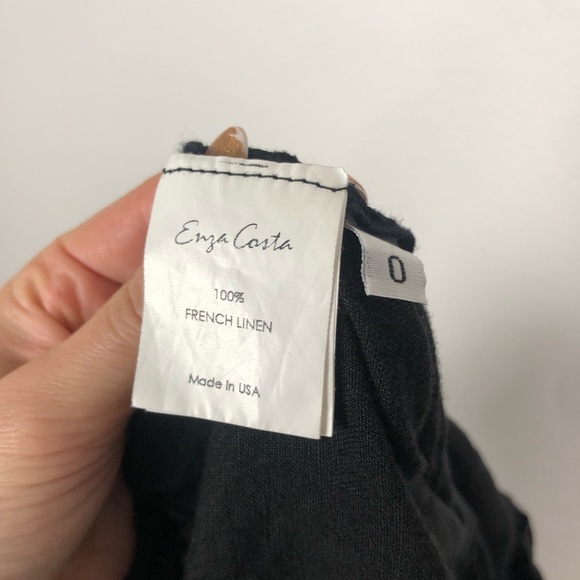 Enza Costa
100%
FRENCH LINEN
Made in USA
0